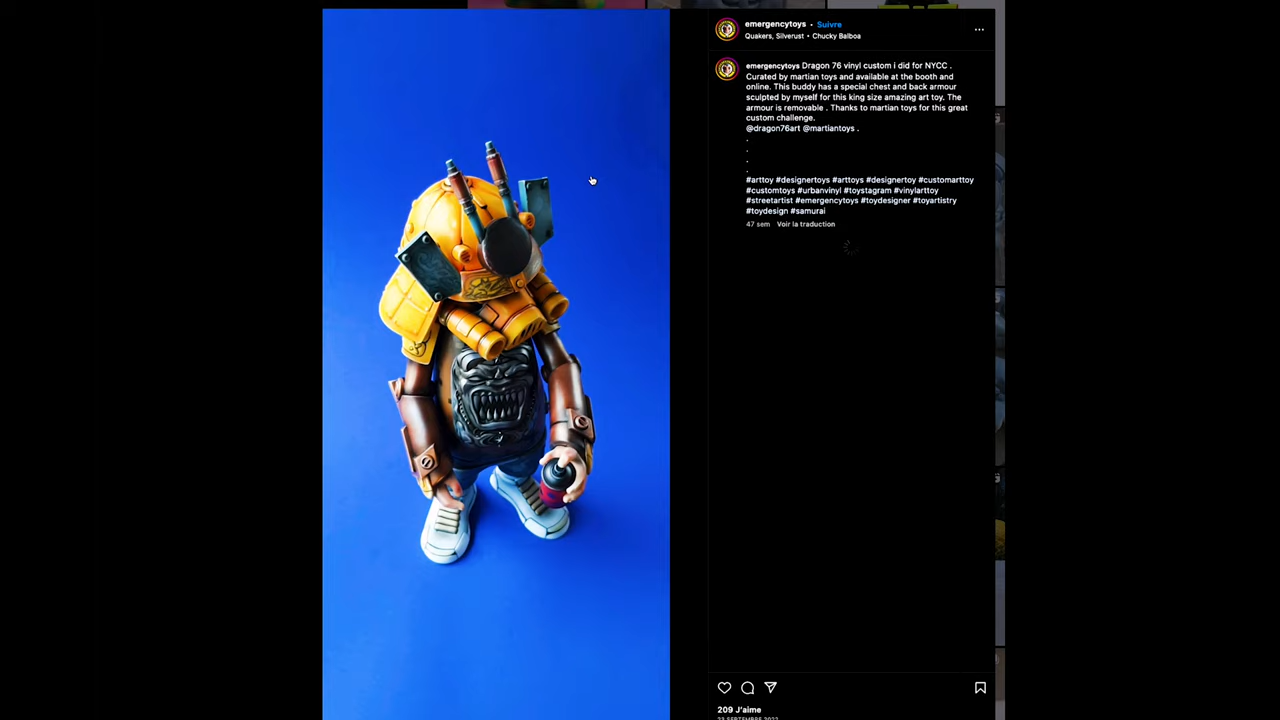 emergencytoys • Suivre
Quakers, Silverust • Chucky Balboa
emergencytoys Dragon 76 vinyl custom i did for NYCC .
Curated by martian toys and available at the booth and
online. This buddy has a special chest and back armour
sculpted by myself for this king size amazing art toy. The
armour is removable . Thanks to martian toys for this great
custom challenge.
@dragon76art @martiantoys .
.
.
.
.
#arttoy #designertoys #arttoys #designertoy #customarttoy
#customtoys #urbanvinyl #toystagram #vinylarttoy
#streetartist #emergencytoys #toydesigner #toyartistry
#toydesign #samurai
47 sem Voir la traduction
209 J'aime
23 SEPTEMBRE 2022